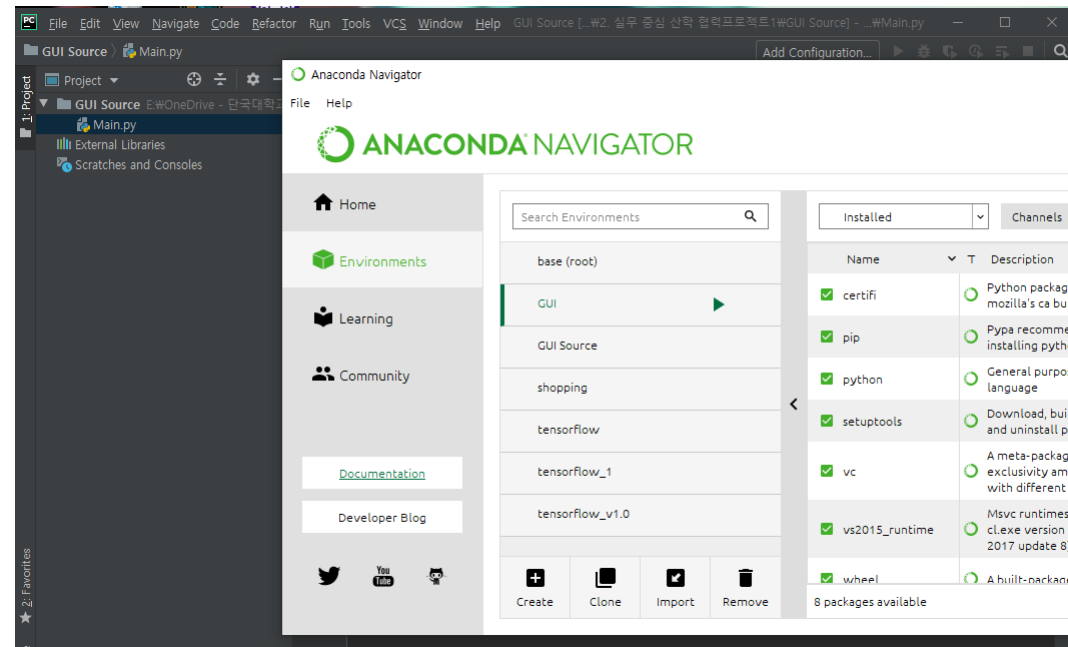 PC File Edit View Navigate Code Refactor Run Tools VCS Window Help GUI Source [...₩2. 실무 중심 산학 협력프로젝트1₩GUI Source] - ...₩Main.py
GUI Source Main.py Add Configuration...
1: Project
Project
GUI Source E:₩OneDrive - 단국대학교
Main.py
External Libraries
Scratches and Consoles
2: Favorites
Anaconda Navigator
File Help
ANACONDA NAVIGATOR
Home
Environments
Learning
Community
Documentation
Developer Blog
You
Tube
Search Environments
base (root)
GUI
GUI Source
shopping
tensorflow
tensorflow_1
tensorflow_v1.0
Create Clone Import Remove
Installed Channels
Name T Description
certifi Python packag
mozilla's ca bu
pip Pypa recomme
installing pyth
python General purpo
language
setuptools Download, bui
and uninstall p
vc A meta-packag
exclusivity am
with different
vs2015_runtime Msvc runtimes
cl.exe version
2017 update 8
wheel A built-package
8 packages available